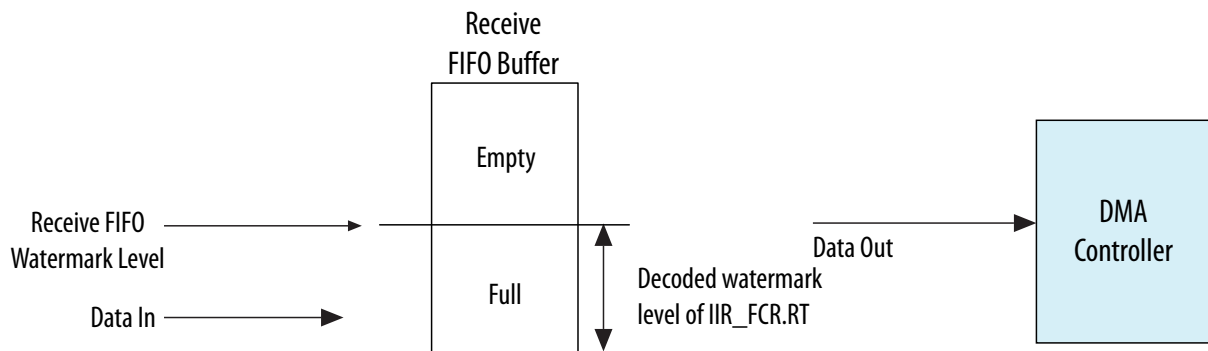 Receive
FIFO Buffer
Empty
Receive FIFO
Watermark Level
Data In
Full
Decoded watermark
level of IIR_FCR.RT
Data Out
DMA
Controller